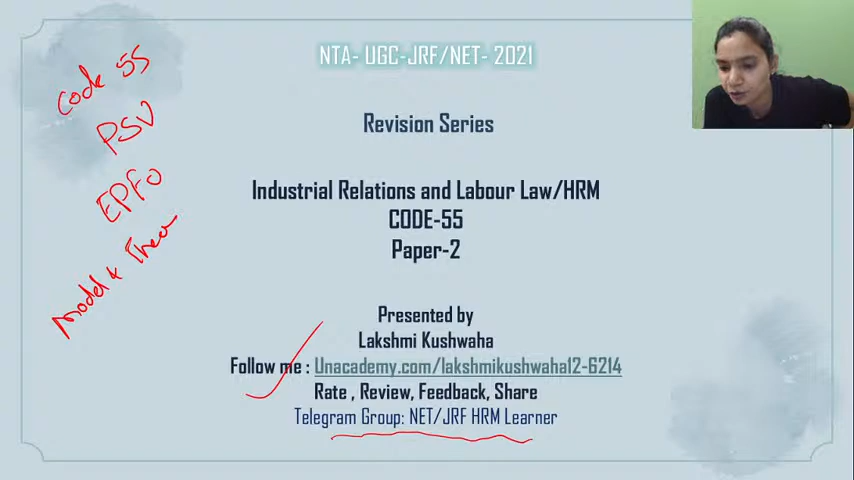 NTA- UGC-JRF/NET- 2021
Revision Series
Industrial Relations and Labour Law/HRM
CODE-55
Paper-2
Presented by
Lakshmi Kushwaha
Follow me : Unacademy.com/lakshmikushwaha12-6214
Rate , Review, Feedback, Share
Telegram Group: NET/JRF HRM Learner
Code 55
PSU
EPFO
Model &